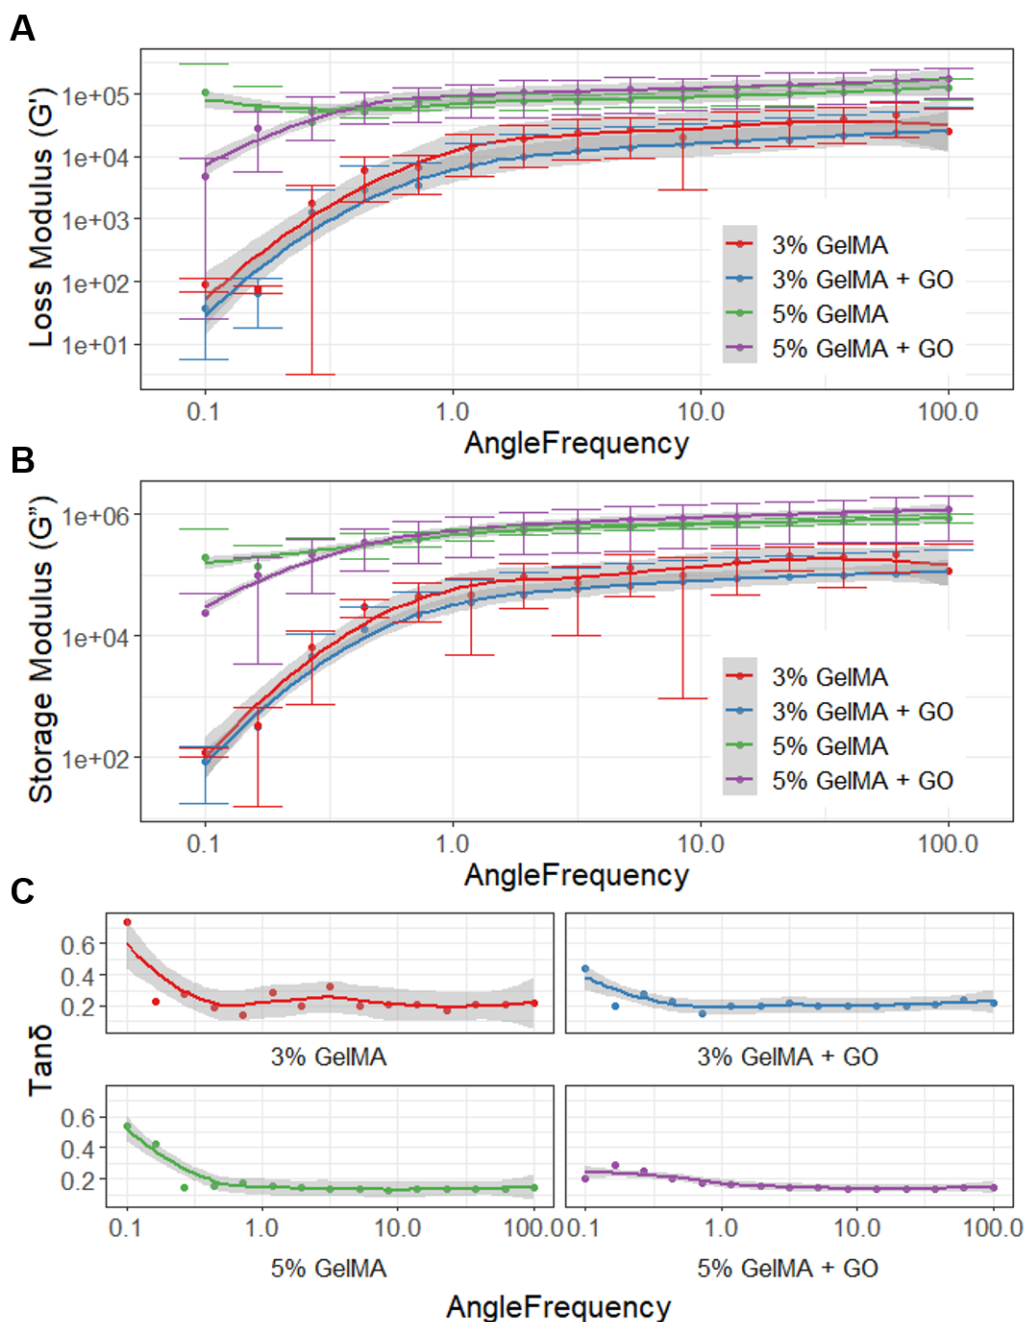 A
Loss Modulus (G')
1e+05
1e+04
1e+03
1e+02
1e+01
3% GelMA
3% GelMA + GO
5% GelMA
5% GelMA + GO
0.1 1.0 10.0 100.0
AngleFrequency
B
Storage Modulus (G”)
1e+06
1e+04
1e+02
3% GelMA
3% GelMA + GO
5% GelMA
5% GelMA + GO
0.1 1.0 10.0 100.0
AngleFrequency
C
Tanδ
0.6
0.4
0.2
3% GelMA 3% GelMA + GO
0.6
0.4
0.2
0.1 1.0 10.0 100.0 0.1 1.0 10.0 100.0
5% GelMA 5% GelMA + GO
AngleFrequency